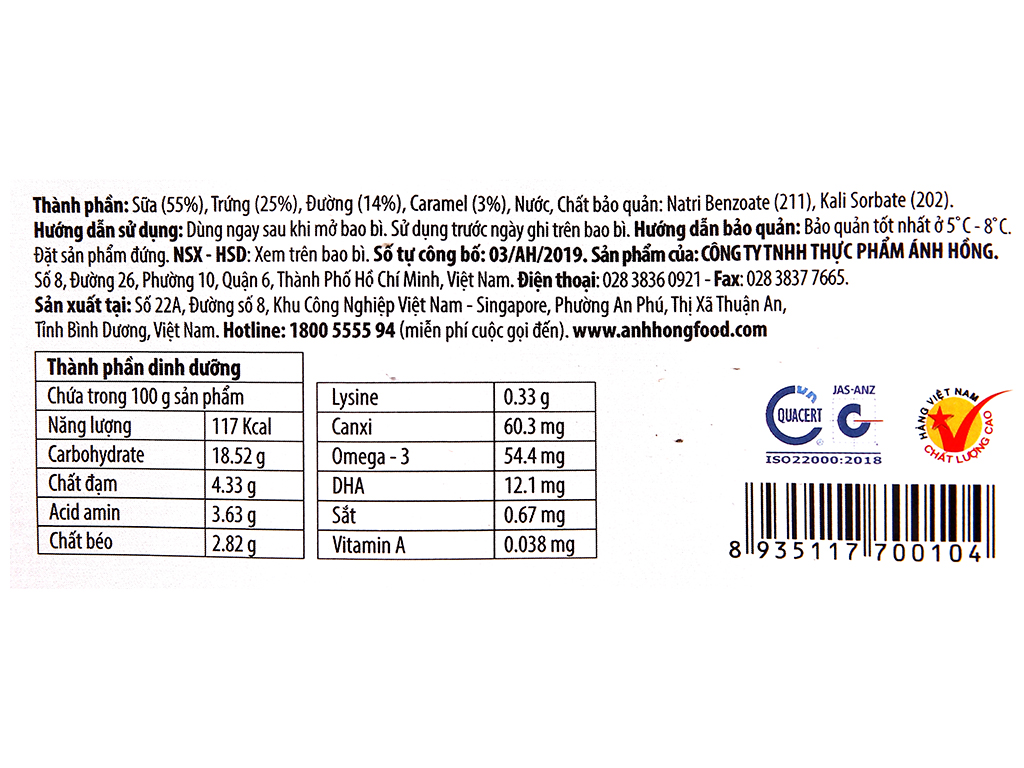 Thành phần: Sữa (55%), Trứng (25%), Đường (14%), Caramel (3%), Nước, Chất bảo quản: Natri Benzoate (211), Kali Sorbate (202).
Hướng dẫn sử dụng: Dùng ngay sau khi mở bao bì. Sử dụng trước ngày ghi trên bao bì. Hướng dẫn bảo quản: Bảo quản tốt nhất ở 5°C - 8°C.
Đặt sản phẩm đứng. NSX - HSD: Xem trên bao bì. Số tự công bố: 03/AH/2019. Sản phẩm của: CÔNG TY TNHH THỰC PHẨM ÁNH HỒNG.
Số 8, Đường 26, Phường 10, Quận 6, Thành Phố Hồ Chí Minh, Việt Nam. Điện thoại: 028 3836 0921 - Fax: 028 3837 7665.
Sản xuất tại: Số 22A, Đường số 8, Khu Công Nghiệp Việt Nam - Singapore, Phường An Phú, Thị Xã Thuận An,
Tỉnh Bình Dương, Việt Nam. Hotline: 1800 5555 94 (miễn phí cuộc gọi đến). www.anhhongfood.com
Thành phần dinh dưỡng
Chứa trong 100 g sản phẩm
Năng lượng 117 Kcal
Carbohydrate 18.52 g
Chất đạm 4.33 g
Acid amin 3.63 g
Chất béo 2.82 g
Lysine 0.33 g
Canxi 60.3 mg
Omega - 3 54.4 mg
DHA 12.1 mg
Sắt 0.67 mg
Vitamin A 0.038 mg
QUACERT
®
JAS-ANZ
ISO22000:2018
HÀNG VIỆT NAM
CHẤT LƯỢNG CAO
8 935117 700104